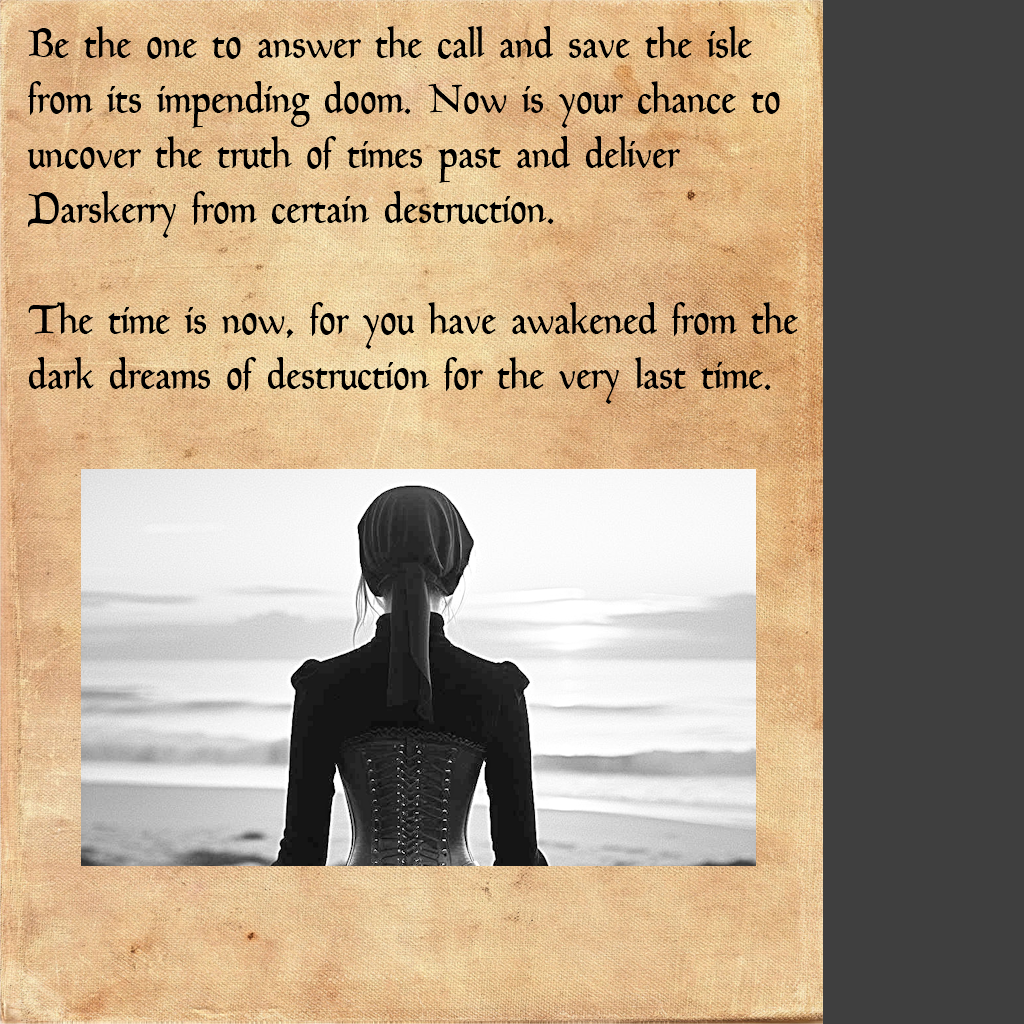 Be the one to answer the call and save the isle
from its impending doom. Now is your chance to
uncover the truth of times past and deliver
Darskerry from certain destruction.
The time is now, for you have awakened from the
dark dreams of destruction for the very last time.